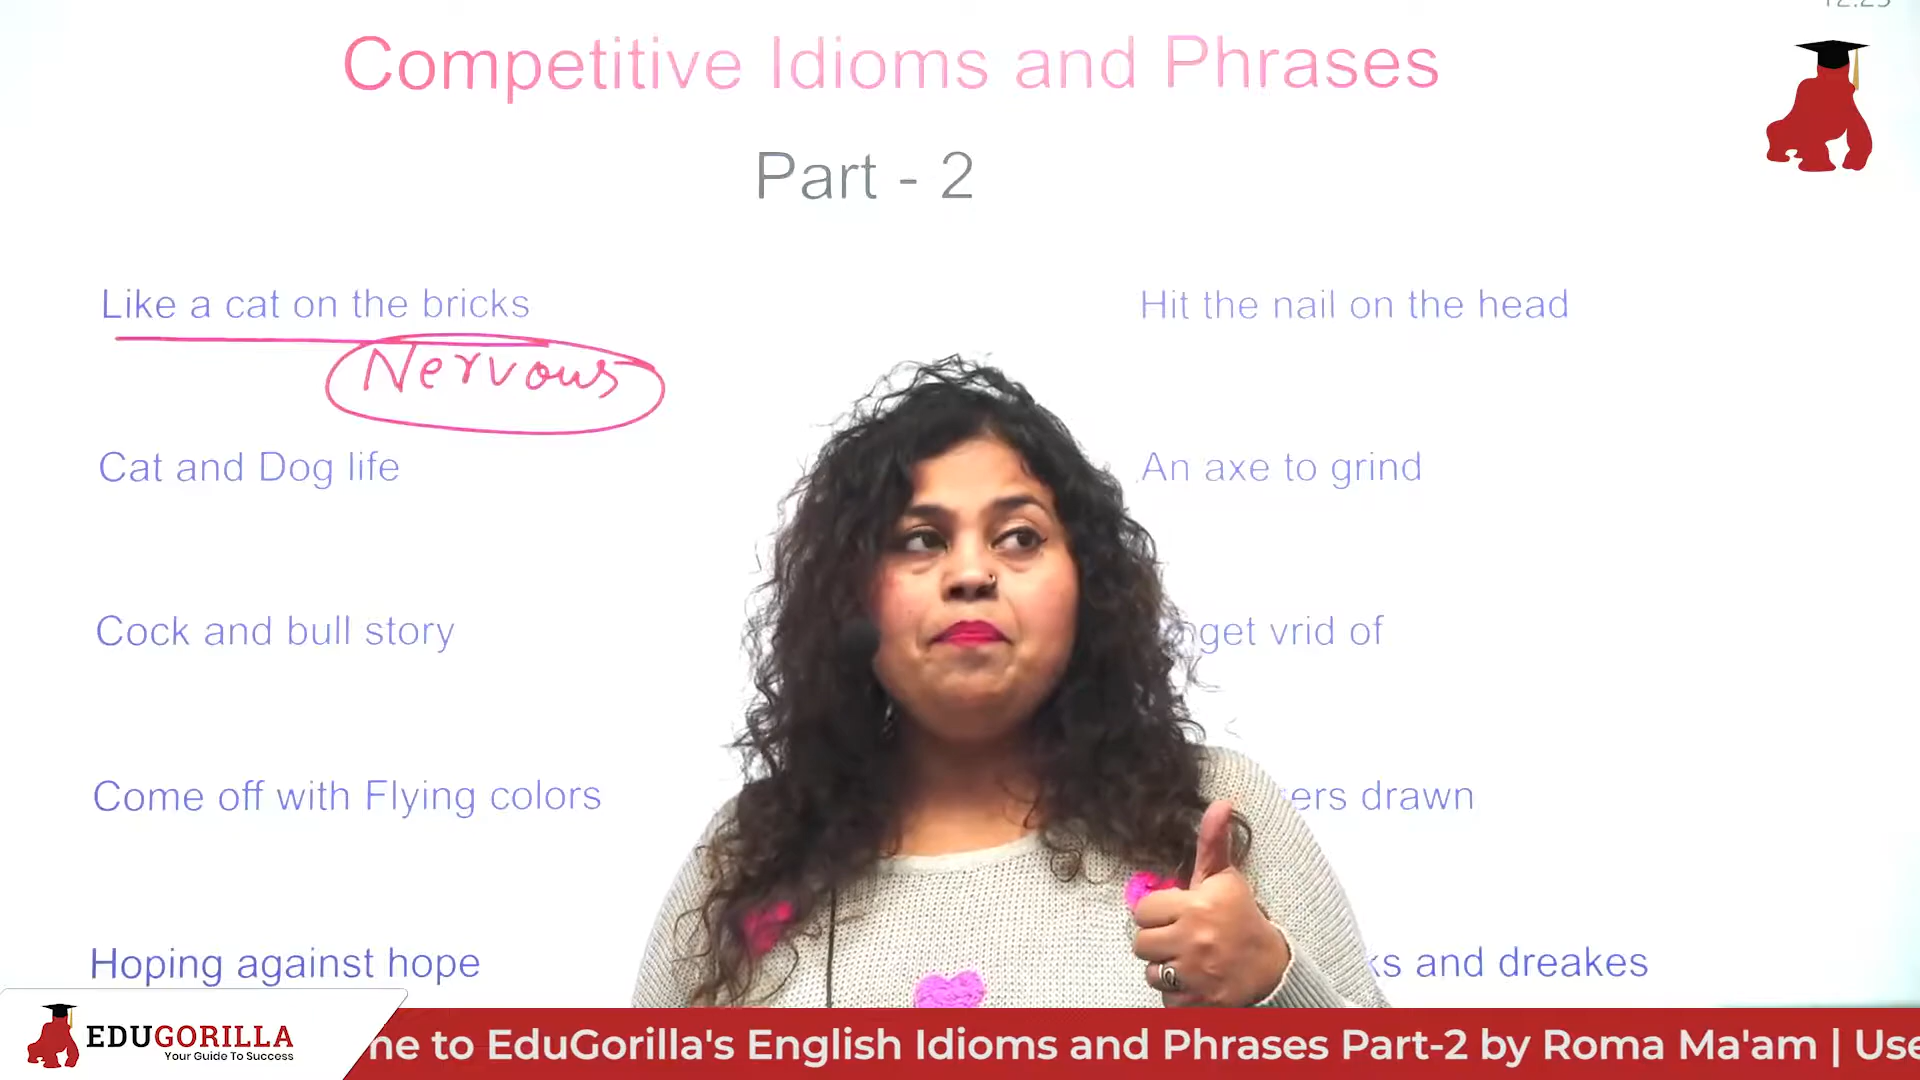 Competitive Idioms and Phrases
Part - 2
Like a cat on the bricks
Hit the nail on the head
Nervous
Cat and Dog life
An axe to grind
Cock and bull story
get vrid of
Come off with Flying colors
drawn
Hoping against hope
and dreakes
EDUGORILLA
Your Guide To Success
to EduGorilla's English Idioms and Phrases Part-2 by Roma Ma'am |